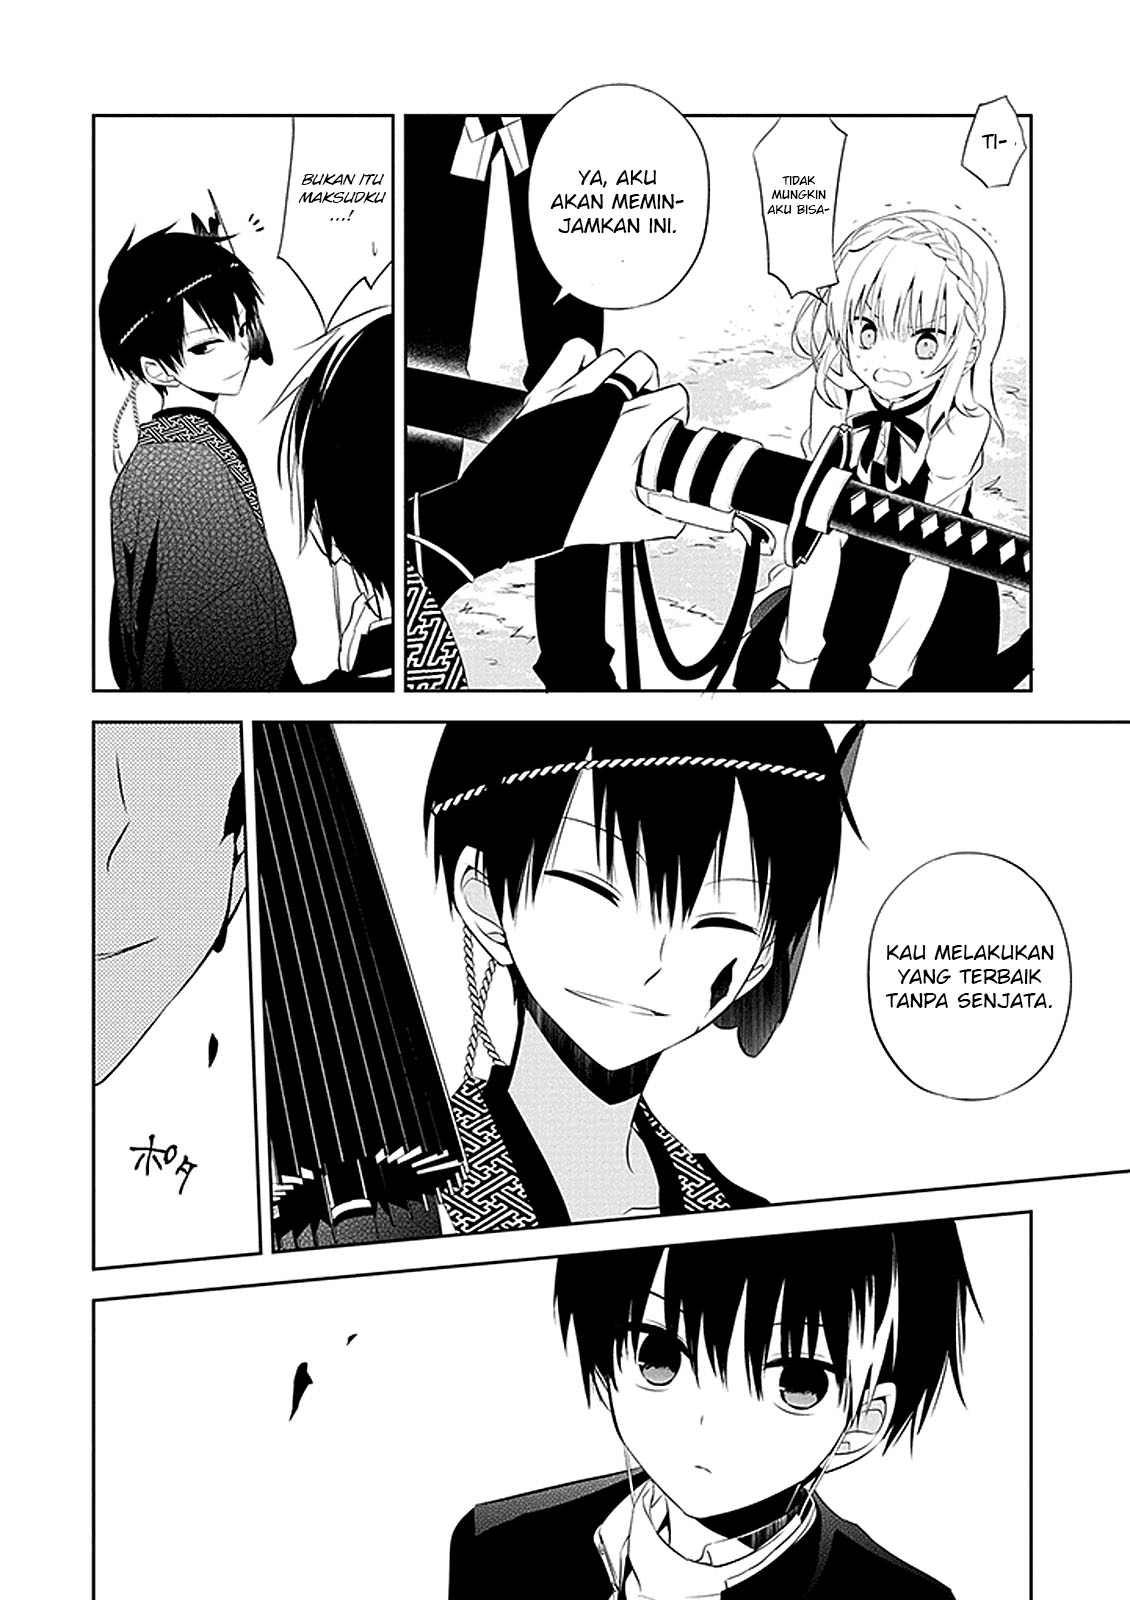 TI-
TIDAK
MUNGKIN
AKU BISA-
YA, AKU
AKAN MEMIN-
JAMKAN INI.
BUKAN ITU
MAKSUDKU
...!
KAU MELAKUKAN
YANG TERBAIK
TANPA SENJATA.
ポタ